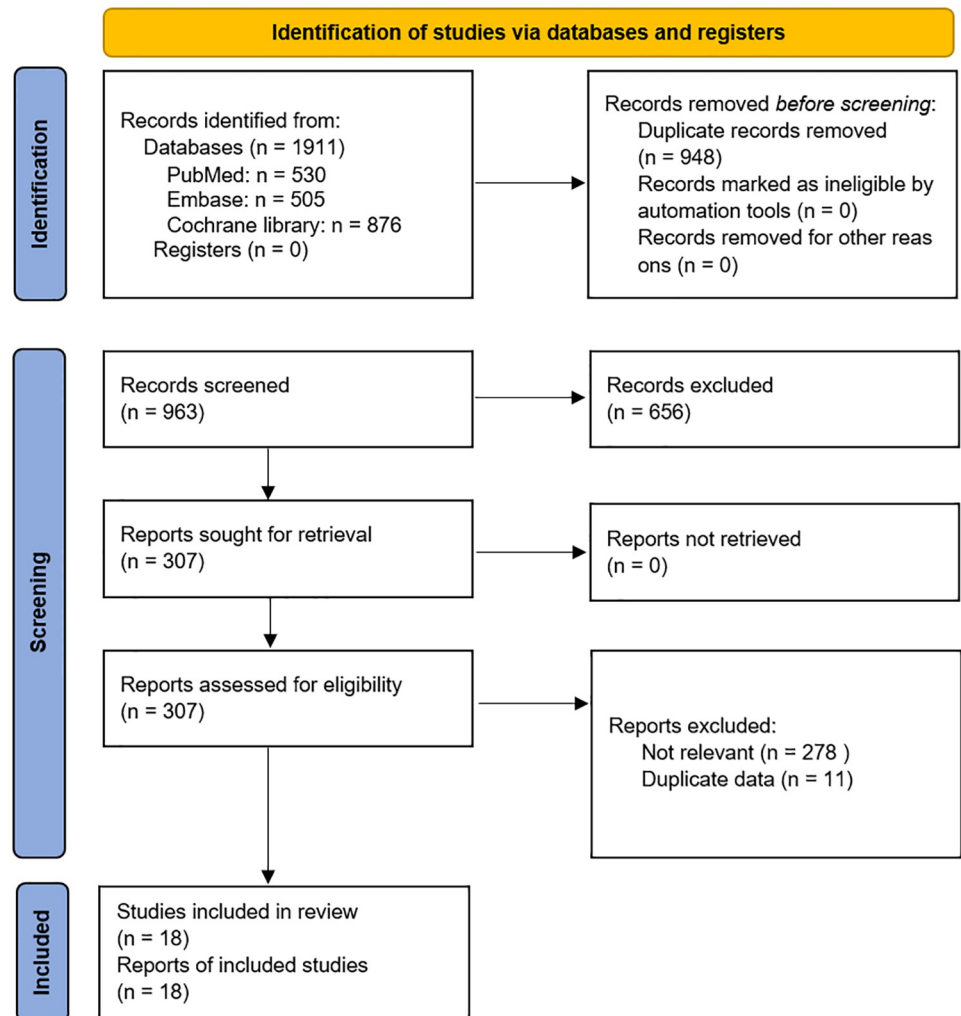 Identification of studies via databases and registers
Identification
Records identified from:
Databases (n = 1911)
PubMed: n = 530
Embase: n = 505
Cochrane library: n = 876
Registers (n = 0)
Records removed before screening:
Duplicate records removed
(n = 948)
Records marked as ineligible by
automation tools (n = 0)
Records removed for other reas
ons (n = 0)
Screening
Records screened
(n = 963)
Records excluded
(n = 656)
Reports sought for retrieval
(n = 307)
Reports not retrieved
(n = 0)
Reports assessed for eligibility
(n = 307)
Reports excluded:
Not relevant (n = 278 )
Duplicate data (n = 11)
Included
Studies included in review
(n = 18)
Reports of included studies
(n = 18)